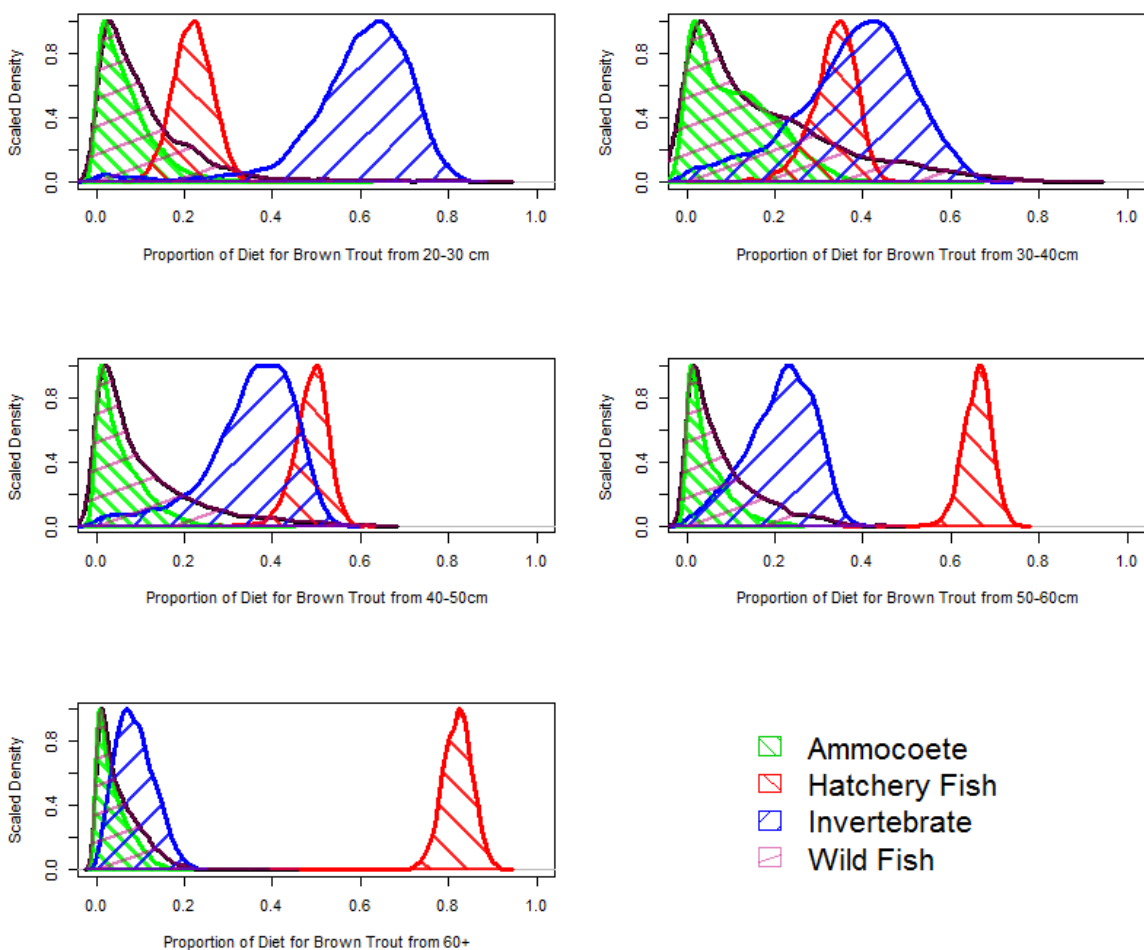 Scaled Density
0.0 0.4 0.8
0.0 0.2 0.4 0.6 0.8 1.0
Proportion of Diet for Brown Trout from 20-30 cm
Scaled Density
0.0 0.4 0.8
0.0 0.2 0.4 0.6 0.8 1.0
Proportion of Diet for Brown Trout from 30-40cm
Scaled Density
0.0 0.4 0.8
0.0 0.2 0.4 0.6 0.8 1.0
Proportion of Diet for Brown Trout from 40-50cm
Scaled Density
0.0 0.4 0.8
0.0 0.2 0.4 0.6 0.8 1.0
Proportion of Diet for Brown Trout from 50-60cm
Scaled Density
0.0 0.4 0.8
0.0 0.2 0.4 0.6 0.8 1.0
Proportion of Diet for Brown Trout from 60+
Ammocoete
Hatchery Fish
Invertebrate
Wild Fish